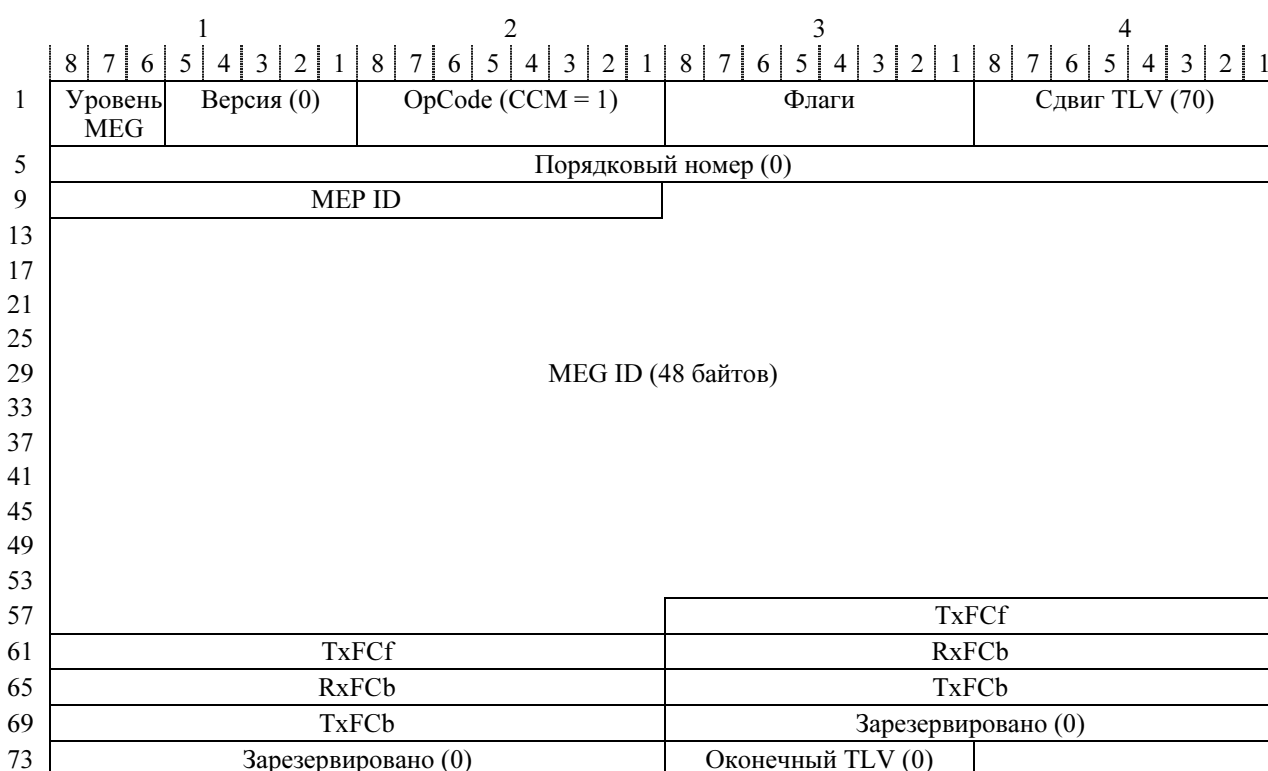 1 2 3 4
8 7 6 5 4 3 2 1 8 7 6 5 4 3 2 1 8 7 6 5 4 3 2 1 8 7 6 5 4 3 2 1
1 Уровень MEG Версия (0) OpCode (CCM = 1) Флаги Сдвиг TLV (70)
5 Порядковый номер (0)
9 MEP ID
13
17
21
25
29 MEG ID (48 байтов)
33
37
41
45
49
53
57 TxFCf
61 TxFCf RxFCb
65 RxFCb TxFCb
69 TxFCb Зарезервировано (0)
73 Зарезервировано (0) Оконечный TLV (0)